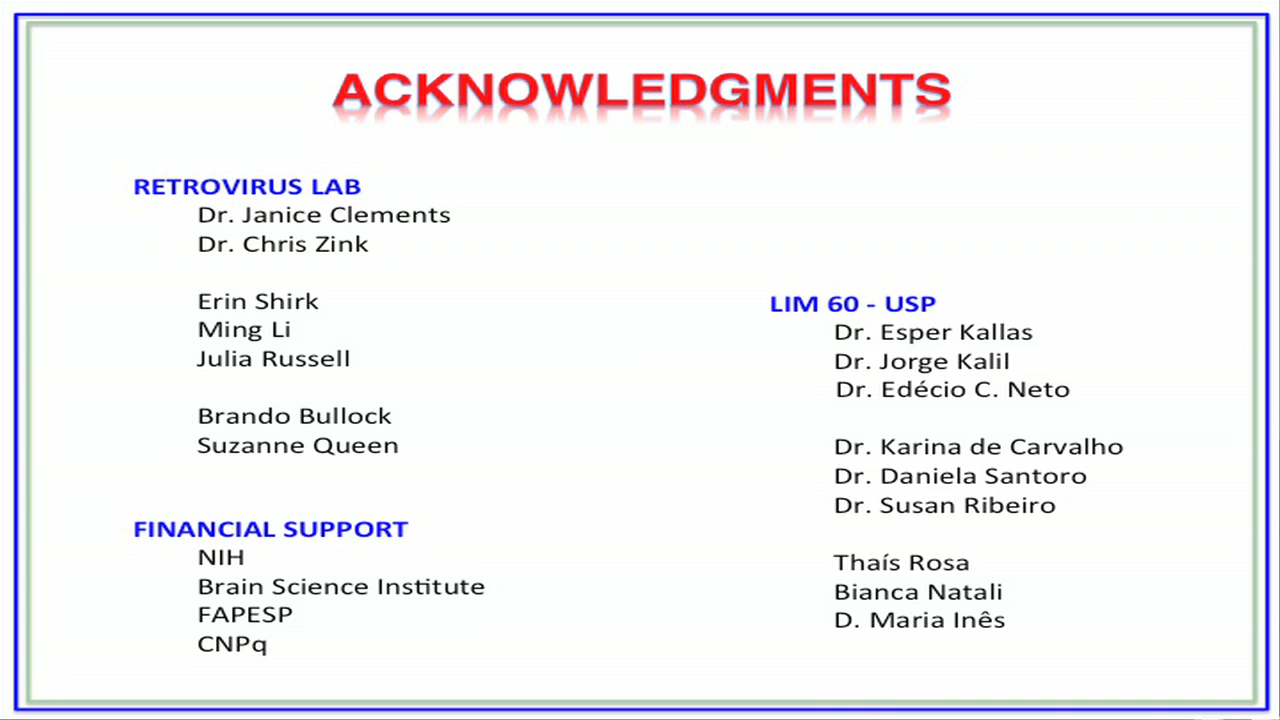 ACKNOWLEDGMENTS
RETROVIRUS LAB
Dr. Janice Clements
Dr. Chris Zink
Erin Shirk
Ming Li
Julia Russell
Brando Bullock
Suzanne Queen
FINANCIAL SUPPORT
NIH
Brain Science Institute
FAPESP
CNPq
LIM 60 - USP
Dr. Esper Kallas
Dr. Jorge Kalil
Dr. Edécio C. Neto
Dr. Karina de Carvalho
Dr. Daniela Santoro
Dr. Susan Ribeiro
Thaís Rosa
Bianca Natali
D. Maria Inês